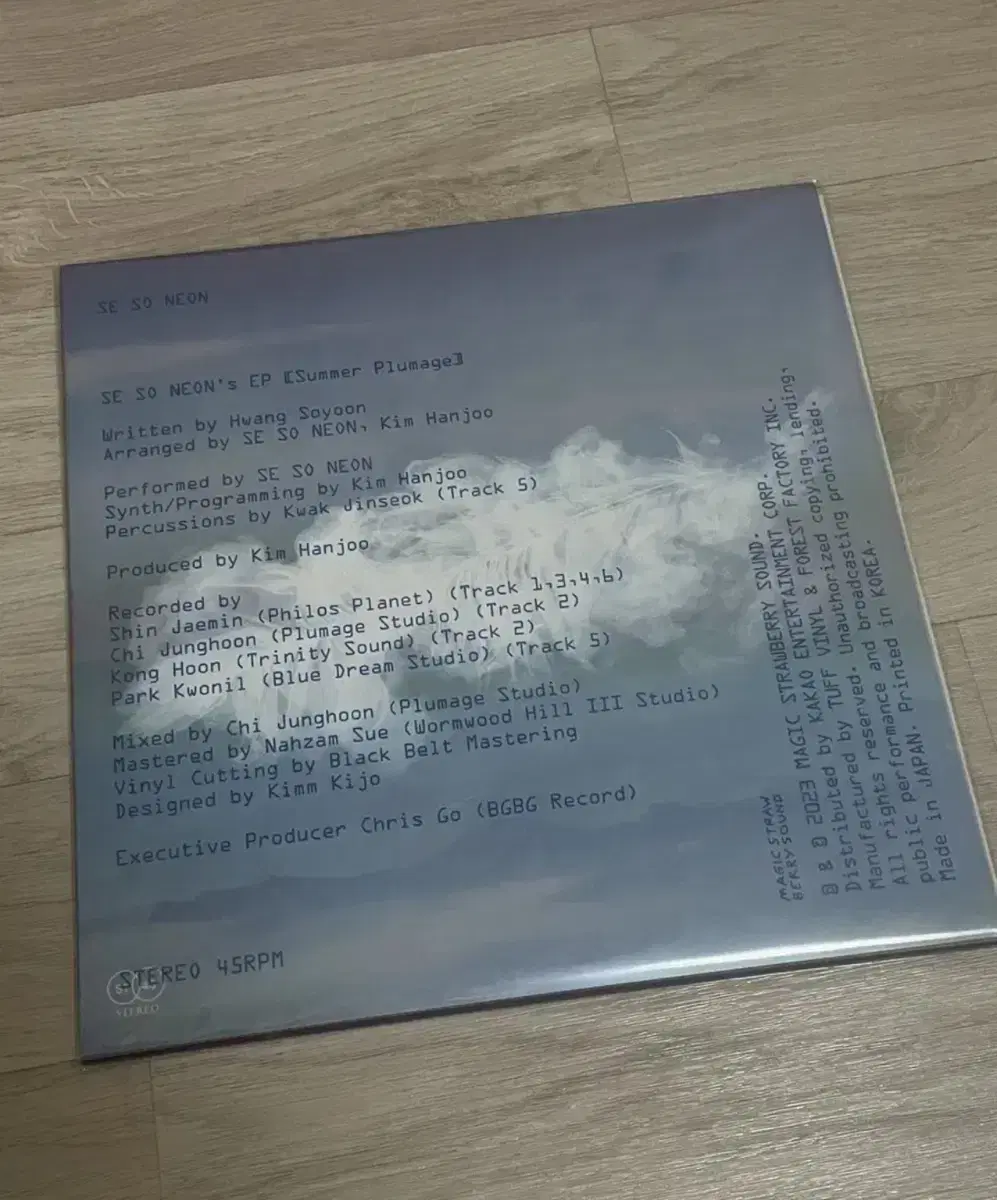 SE SO NEON
SE SO NEON's EP 〖Summer Plumage〗
Written by Hwang Soyoon
Arranged by SE SO NEON, Kim Hanjoo
Performed by SE SO NEON
Synth/Programming by Kim Hanjoo
Percussions by Kwak Jinseok (Track 5)
Produced by Kim Hanjoo
Recorded by
Shin Jaemin (Philos Planet) (Track 1,3,4,6)
Chi Junghoon (Plumage Studio) (Track 2)
Kong Hoon (Trinity Sound) (Track 2)
Park Kwonil (Blue Dream Studio) (Track 5)
Mixed by Chi Junghoon (Plumage Studio)
Mastered by Nahzam Sue (Wormwood Hill III Studio)
Vinyl Cutting by Black Belt Mastering
Designed by Kimm Kijo
Executive Producer Chris Go (BGBG Record)
STEREO 45RPM
STEREO
MAGIC STRAW
BERRY SOUND
℗ & © 2023 MAGIC STRAWBERRY SOUND.
Distributed by KAKAO ENTERTAINMENT CORP.
Manufactured by TUFF VINYL & FOREST FACTORY INC.
All rights reserved. Unauthorized copying, lending,
public performance and broadcasting prohibited.
Made in JAPAN. Printed in KOREA.